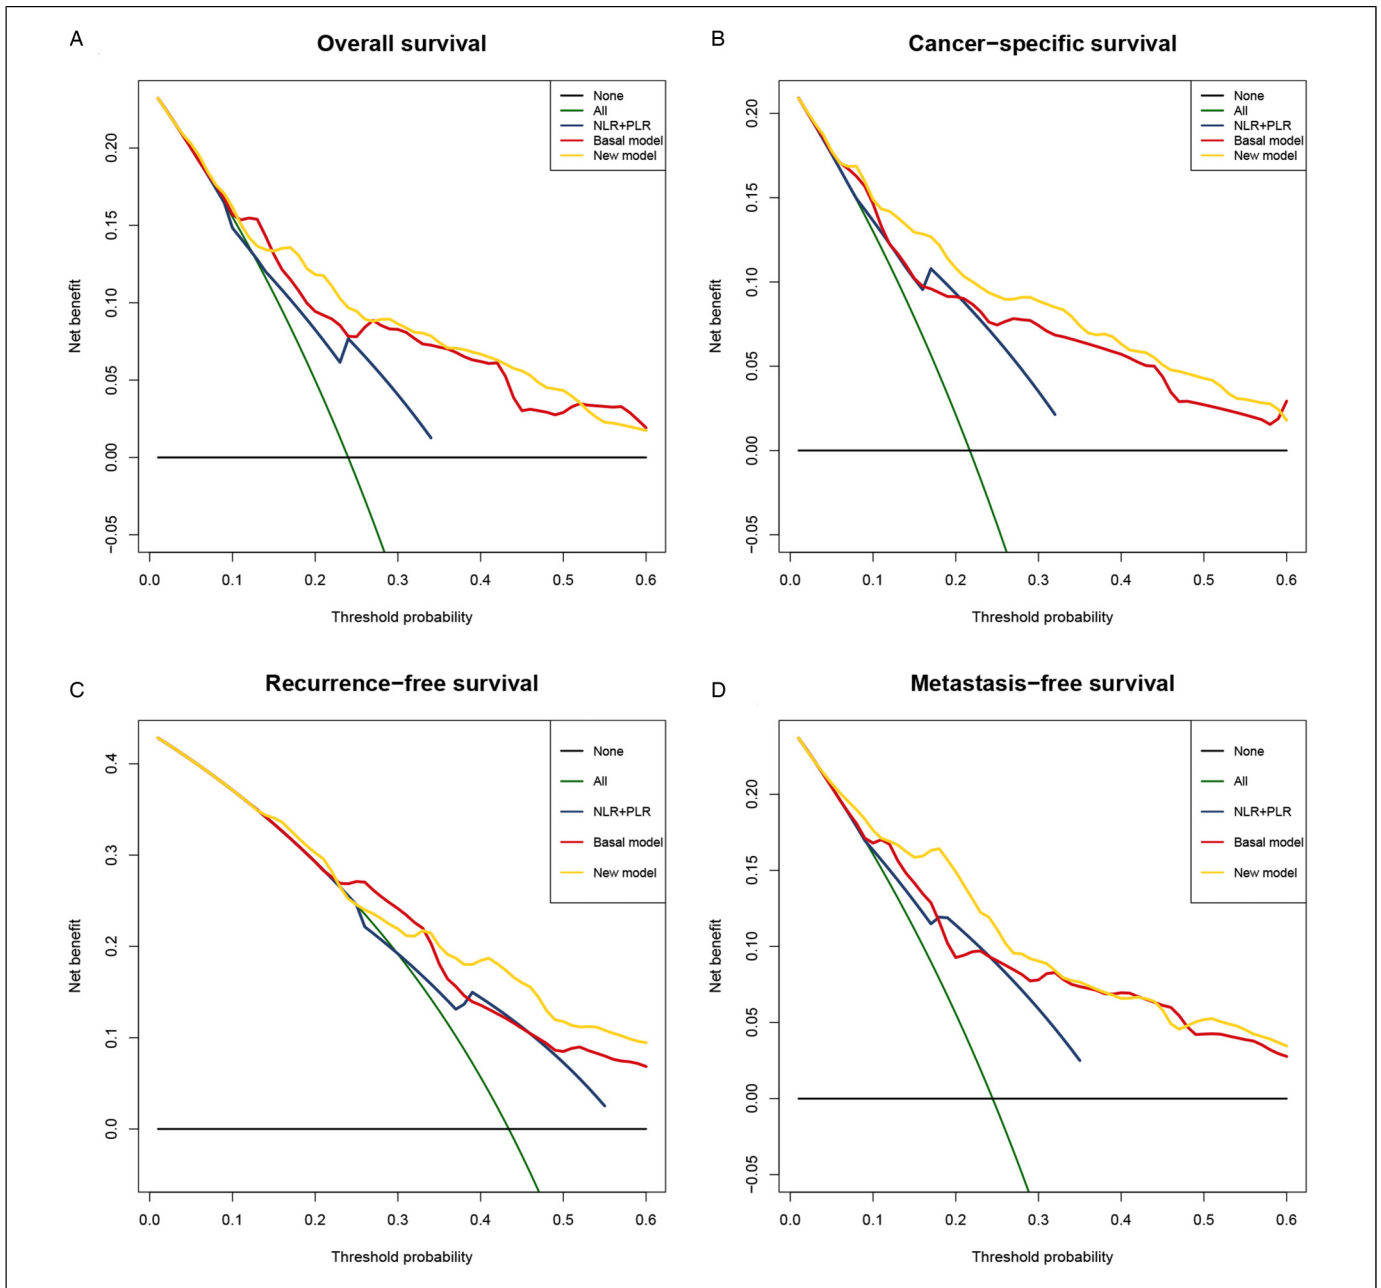 A
Overall survival
None
All
NLR+PLR
Basal model
New model
Net benefit
0.20
0.15
0.10
0.05
0.00
−0.05
0.0 0.1 0.2 0.3 0.4 0.5 0.6
Threshold probability
B
Cancer−specific survival
None
All
NLR+PLR
Basal model
New model
Net benefit
0.20
0.15
0.10
0.05
0.00
−0.05
0.0 0.1 0.2 0.3 0.4 0.5 0.6
Threshold probability
C
Recurrence−free survival
None
All
NLR+PLR
Basal model
New model
Net benefit
0.4
0.3
0.2
0.1
0.0
0.0 0.1 0.2 0.3 0.4 0.5 0.6
Threshold probability
D
Metastasis−free survival
None
All
NLR+PLR
Basal model
New model
Net benefit
0.20
0.15
0.10
0.05
0.00
−0.05
0.0 0.1 0.2 0.3 0.4 0.5 0.6
Threshold probability